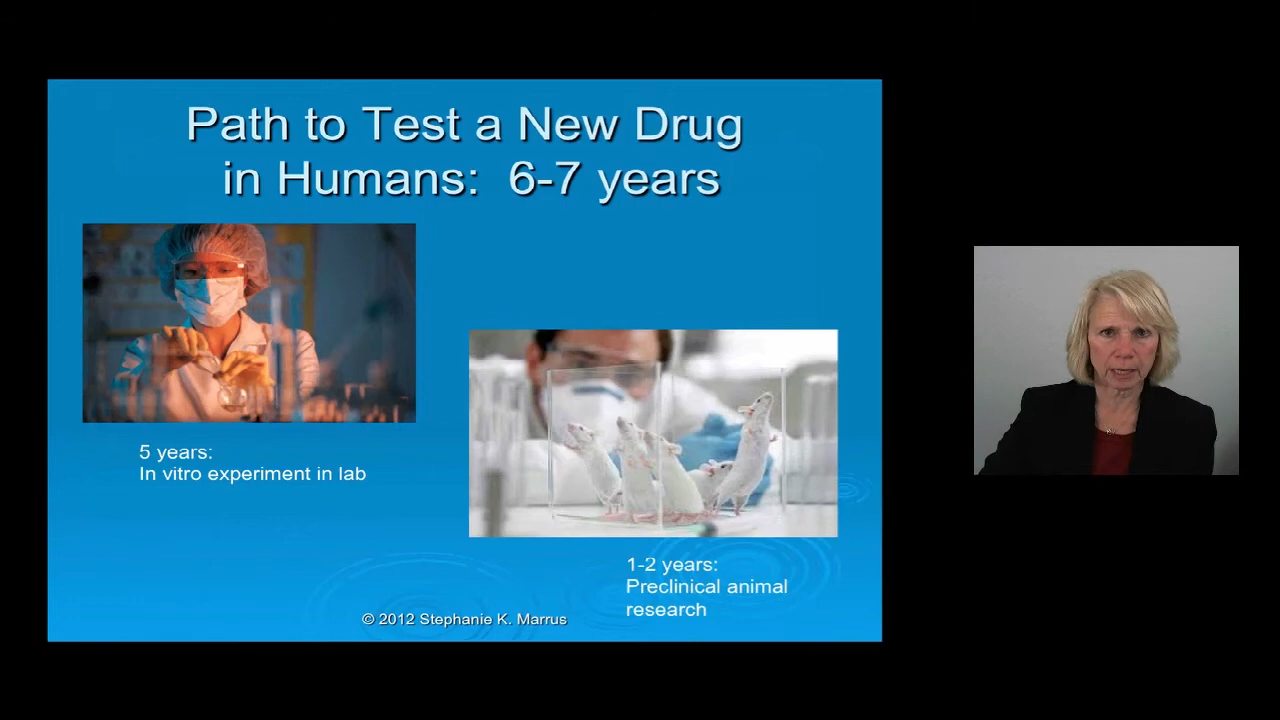 Path to Test a New Drug
in Humans: 6-7 years
5 years:
In vitro experiment in lab
1-2 years:
Preclinical animal
research
© 2012 Stephanie K. Marrus